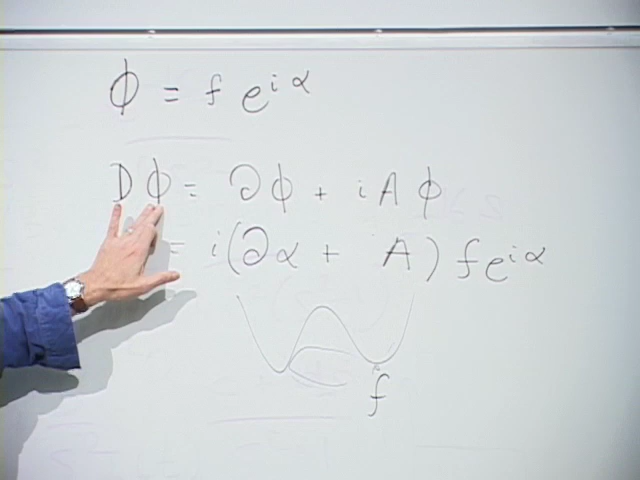 ϕ = f e^{iα}
Dϕ = ∂ϕ + iAϕ
= i(∂α + A) f e^{iα}
f